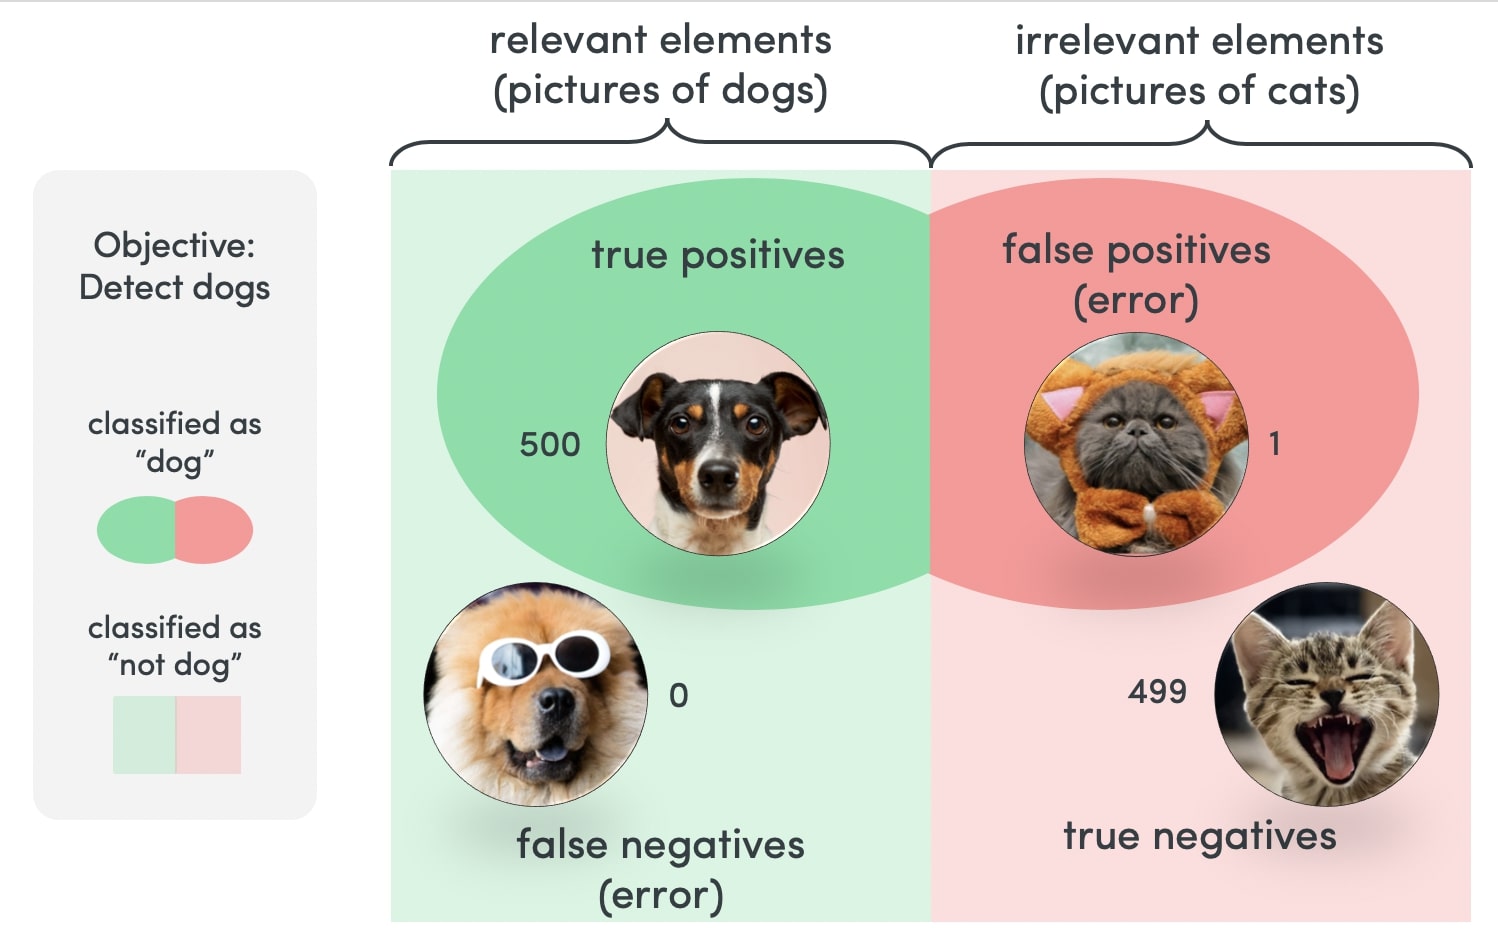 relevant elements
(pictures of dogs)
irrelevant elements
(pictures of cats)
Objective:
Detect dogs
classified as
“dog”
classified as
“not dog”
true positives
500
false positives
(error)
1
0
false negatives
(error)
499
true negatives